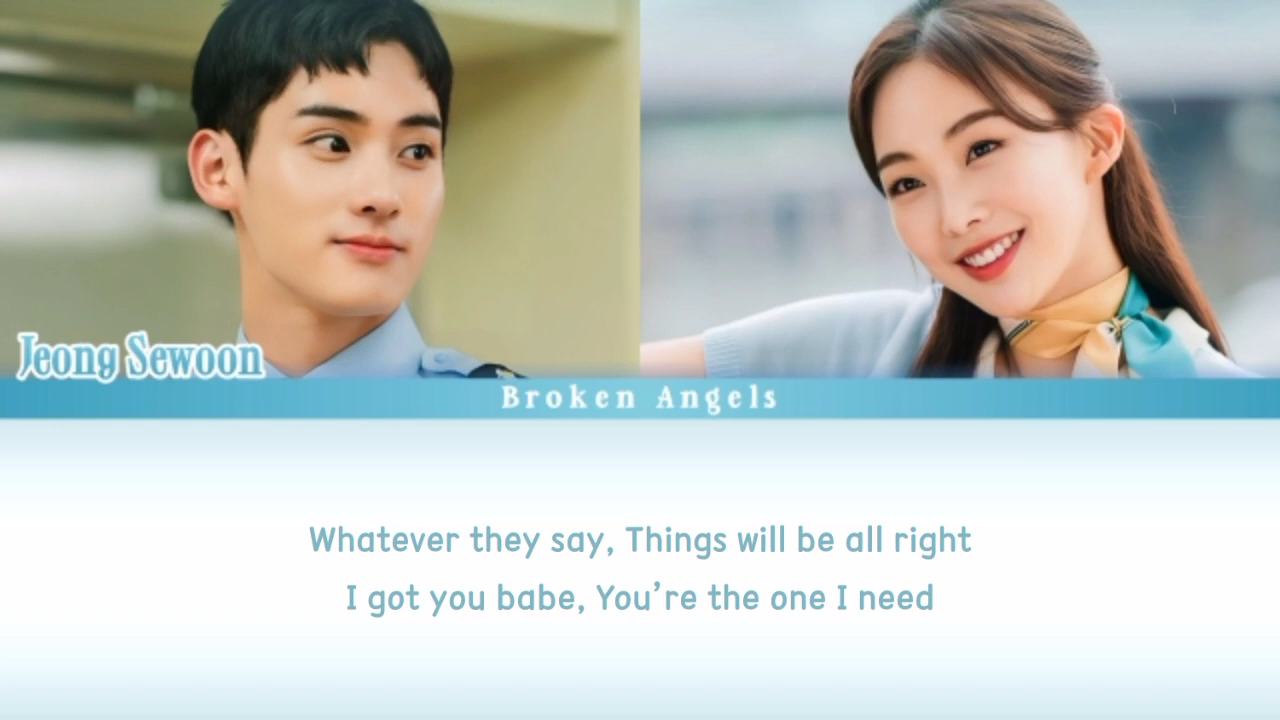 Jeong Sewoon
Broken Angels
Whatever they say, Things will be all right
I got you babe, You’re the one I need